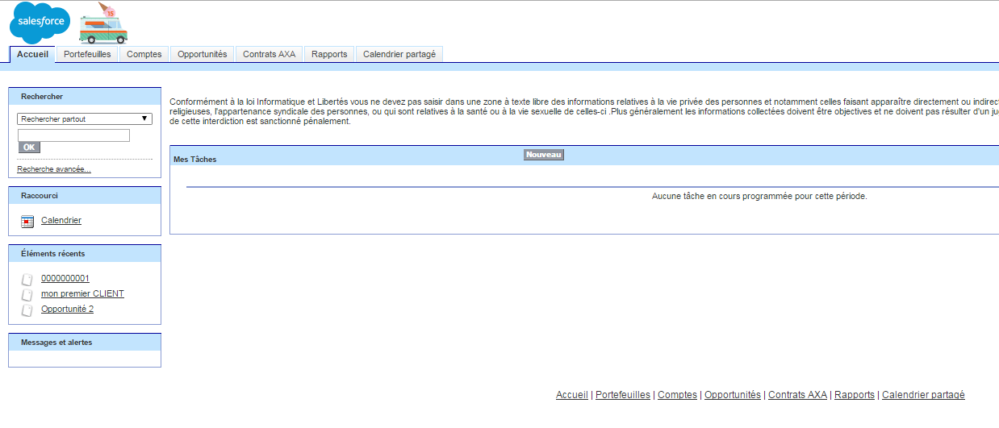 salesforce
15
Accueil Portefeuilles Comptes Opportunités Contrats AXA Rapports Calendrier partagé
Rechercher
Rechercher partout
OK
Recherche avancée...
Raccourci
Calendrier
Éléments récents
0000000001
mon premier CLIENT
Opportunité 2
Messages et alertes
Conformément à la loi Informatique et Libertés vous ne devez pas saisir dans une zone à texte libre des informations relatives à la vie privée des personnes et notamment celles faisant apparaître directement ou
religieuses, l'appartenance syndicale des personnes, ou qui sont relatives à la santé ou à la vie sexuelle de celles-ci .Plus généralement les informations collectées doivent être objectives et ne doivent pas résulter d'un
de cette interdiction est sanctionné pénalement.
Mes Tâches Nouveau
Aucune tâche en cours programmée pour cette période.
Accueil | Portefeuilles | Comptes | Opportunités | Contrats AXA | Rapports | Calendrier partagé